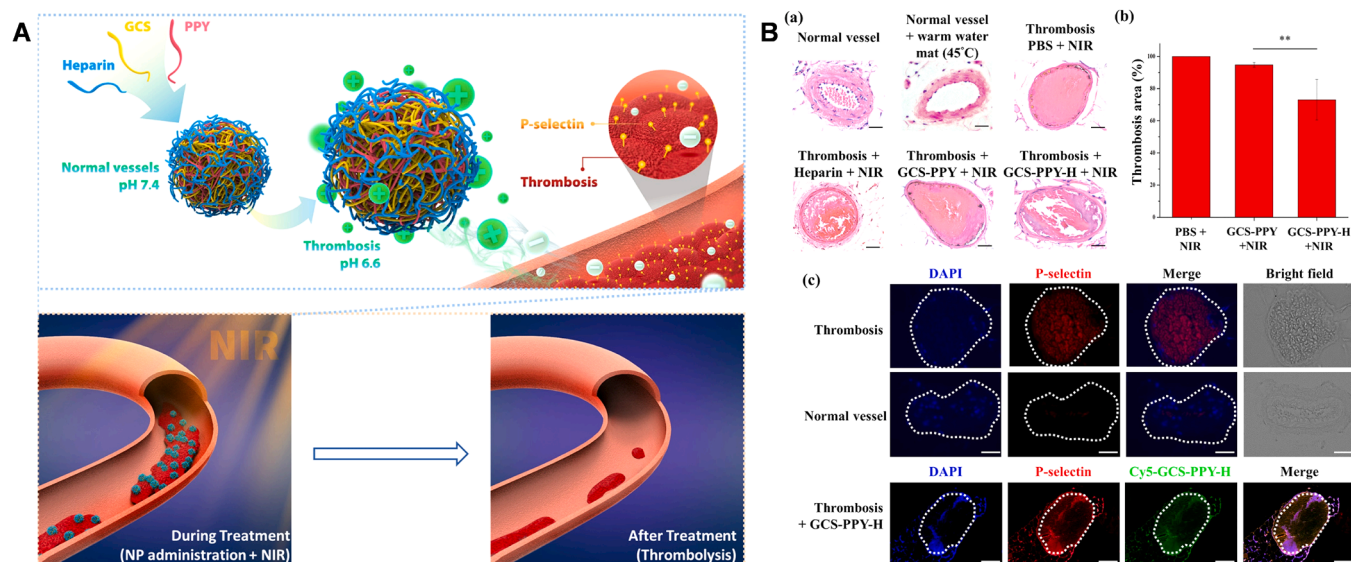 A
GCS
PPY
Heparin
Normal vessels
pH 7.4
Thrombosis
pH 6.6
P-selectin
Thrombosis
NIR
During Treatment
(NP administration + NIR)
After Treatment
(Thrombolysis)
B
(a)
Normal vessel
Normal vessel
+ warm water
mat (45°C)
Thrombosis
PBS + NIR
Thrombosis +
Heparin + NIR
Thrombosis +
GCS-PPY + NIR
Thrombosis +
GCS-PPY-H + NIR
(b)
Thrombosis area (%)
100
80
60
40
20
0
**
PBS +
NIR
GCS-PPY
+NIR
GCS-PPY-H
+NIR
(c)
DAPI
P-selectin
Merge
Bright field
Thrombosis
Normal vessel
DAPI
P-selectin
Cy5-GCS-PPY-H
Merge
Thrombosis
+ GCS-PPY-H